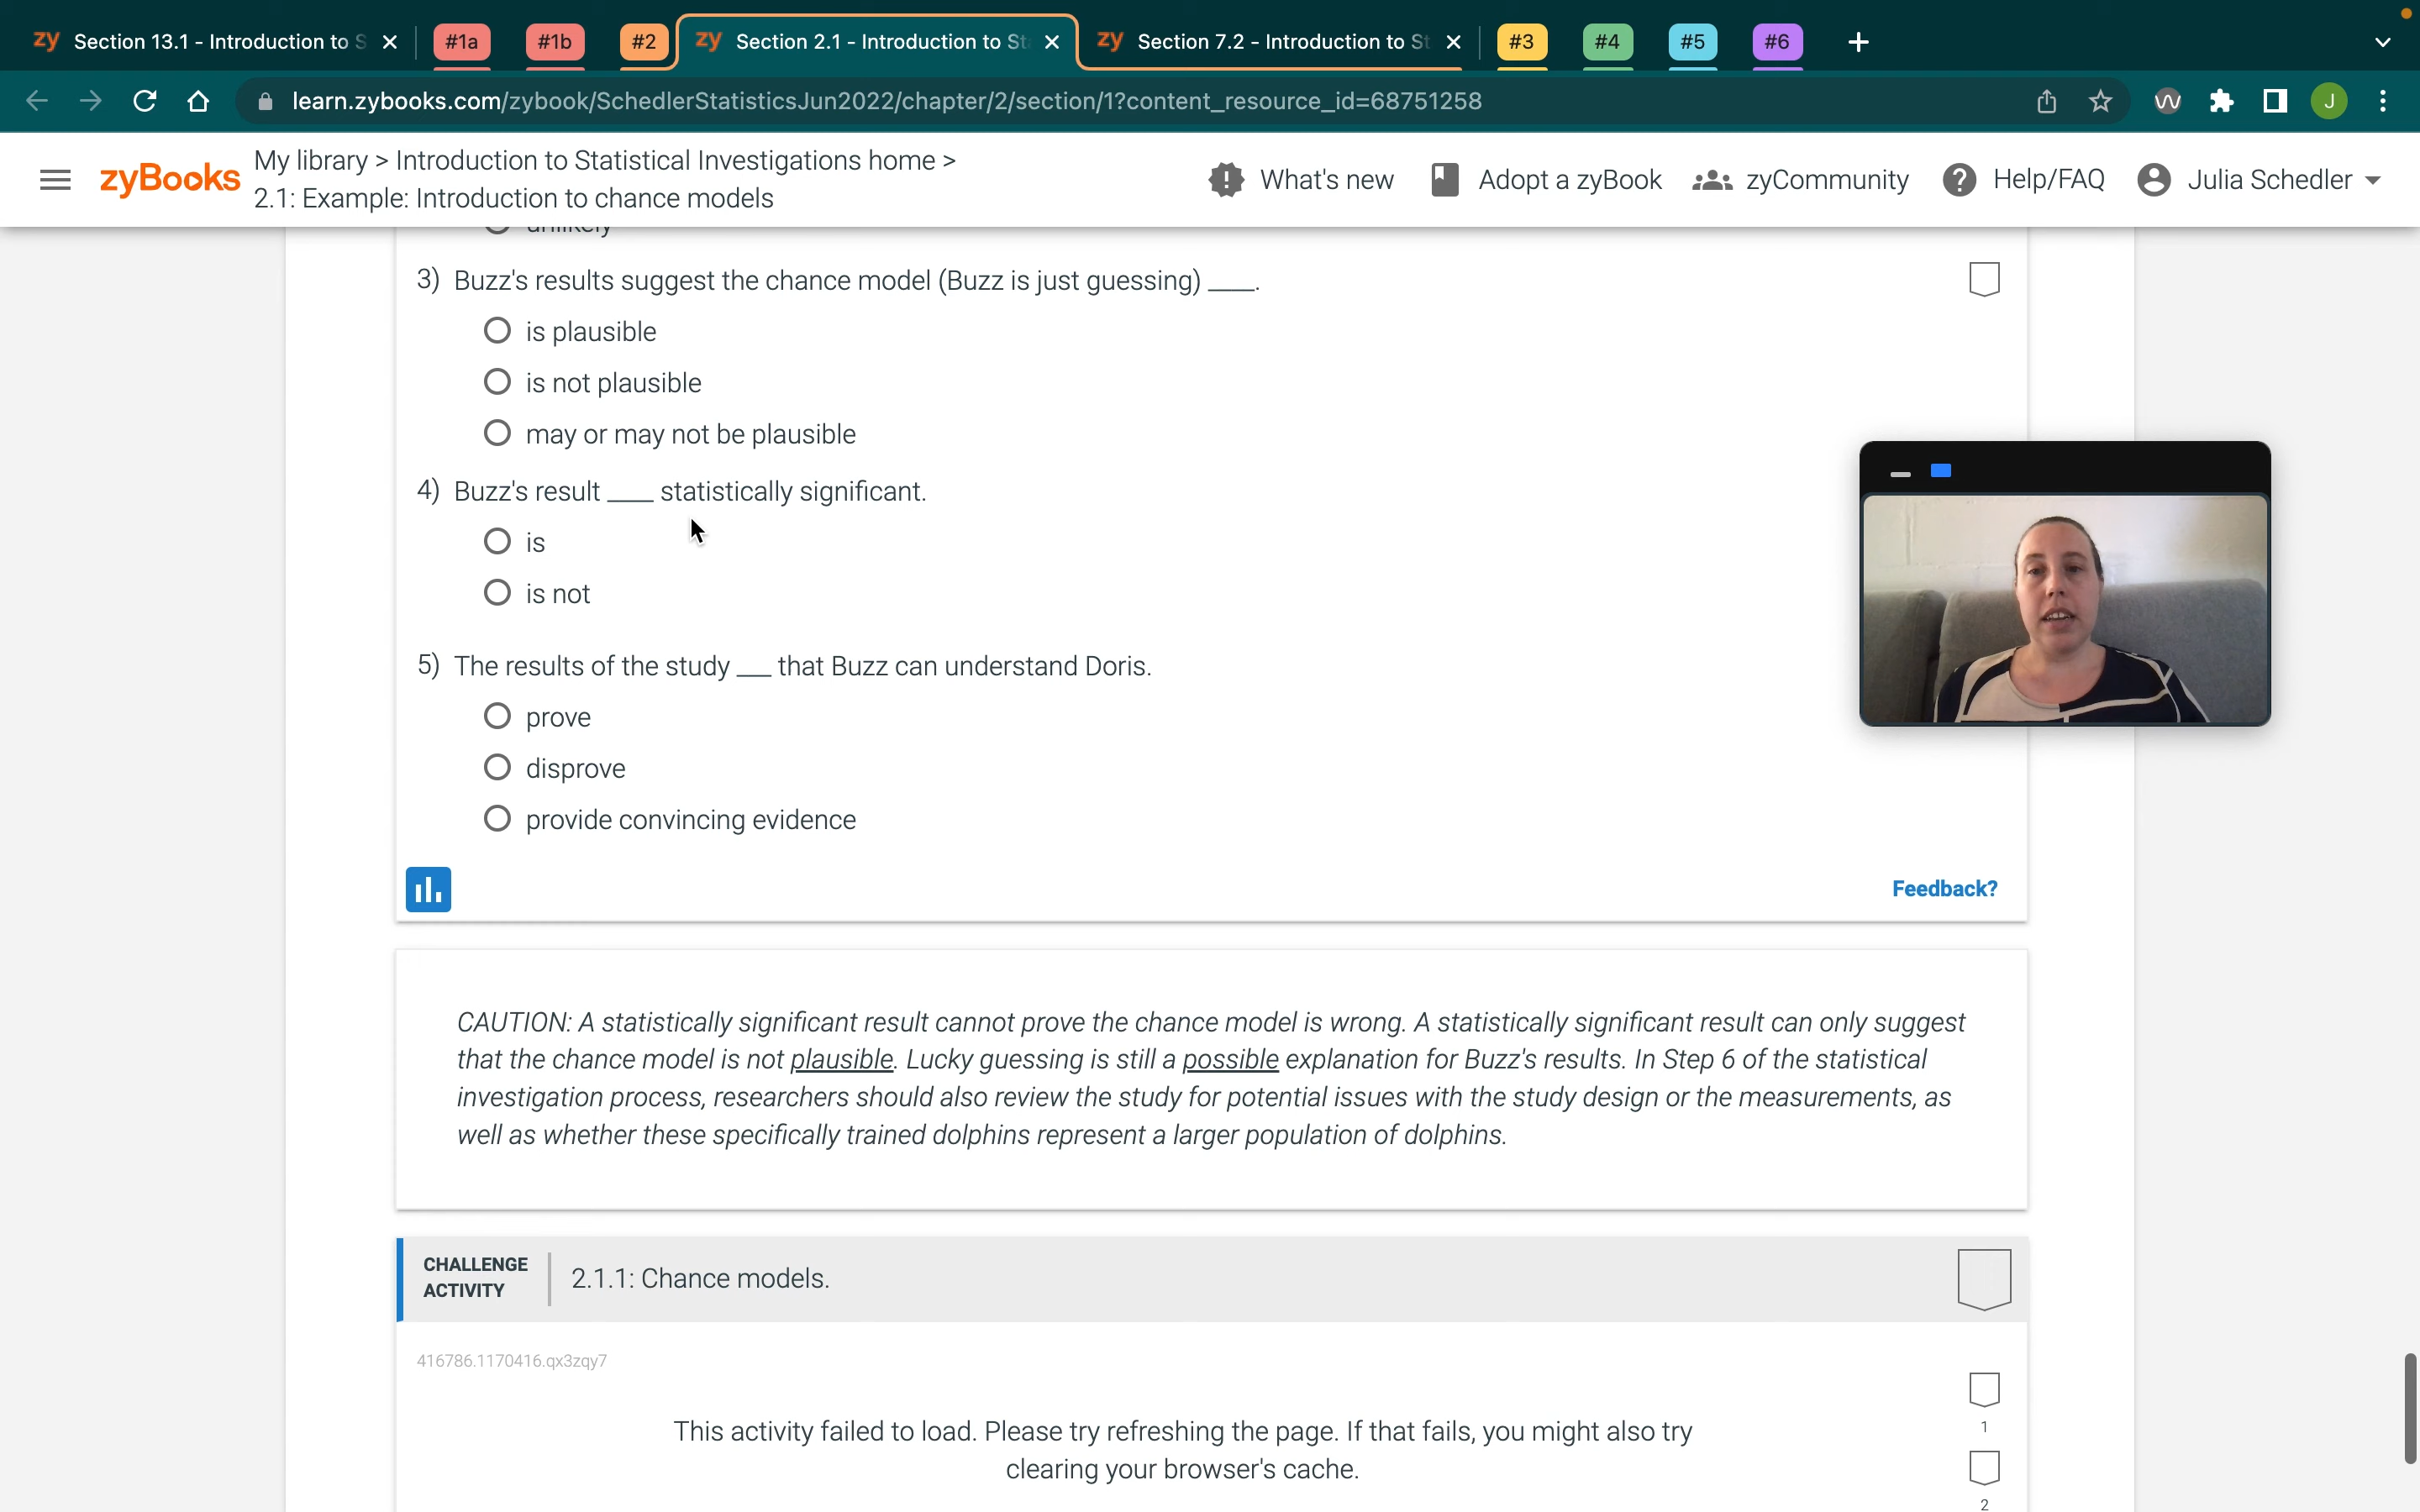 zy Section 13.1 - Introduction to S
#1a
#1b
#2
zy Section 2.1 - Introduction to St
zy Section 7.2 - Introduction to St
#3
#4
#5
#6
learn.zybooks.com/zybook/SchedlerStatisticsJun2022/chapter/2/section/1?content_resource_id=68751258
J
zyBooks
My library > Introduction to Statistical Investigations home >
2.1: Example: Introduction to chance models
What's new
Adopt a zyBook
zyCommunity
Help/FAQ
Julia Schedler
unlikely
3) Buzz's results suggest the chance model (Buzz is just guessing) ____.
is plausible
is not plausible
may or may not be plausible
4) Buzz's result ____ statistically significant.
is
is not
5) The results of the study ___ that Buzz can understand Doris.
prove
disprove
provide convincing evidence
Feedback?
CAUTION: A statistically significant result cannot prove the chance model is wrong. A statistically significant result can only suggest
that the chance model is not plausible. Lucky guessing is still a possible explanation for Buzz's results. In Step 6 of the statistical
investigation process, researchers should also review the study for potential issues with the study design or the measurements, as
well as whether these specifically trained dolphins represent a larger population of dolphins.
CHALLENGE
ACTIVITY
2.1.1: Chance models.
416786.1170416.qx3zqy7
This activity failed to load. Please try refreshing the page. If that fails, you might also try
clearing your browser's cache.
1
2